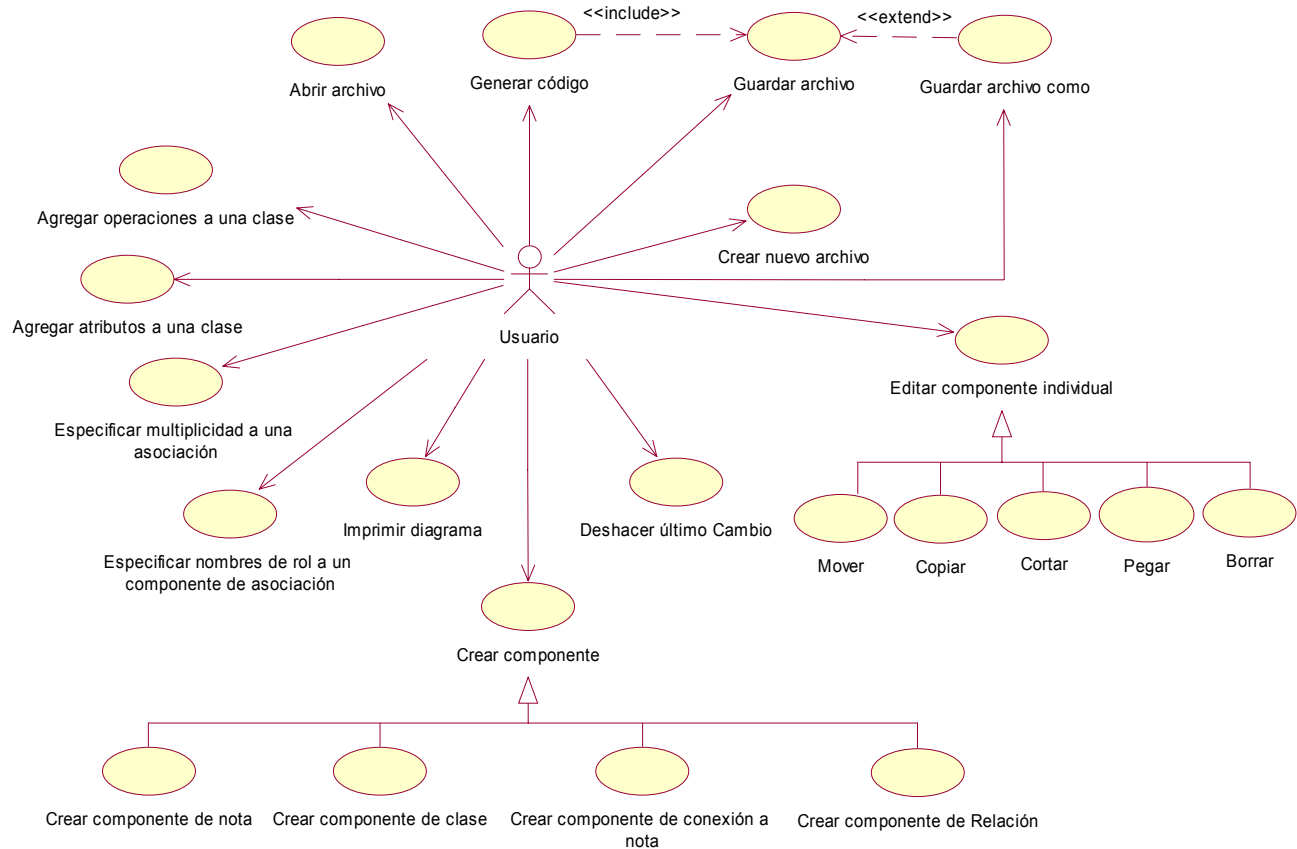 <<include>>
<<extend>>
Abrir archivo
Generar código
Guardar archivo
Guardar archivo como
Agregar operaciones a una clase
Crear nuevo archivo
Agregar atributos a una clase
Usuario
Editar componente individual
Especificar multiplicidad a una
asociación
Imprimir diagrama
Deshacer último Cambio
Especificar nombres de rol a un
componente de asociación
Mover
Copiar
Cortar
Pegar
Borrar
Crear componente
Crear componente de nota
Crear componente de clase
Crear componente de conexión a
nota
Crear componente de Relación